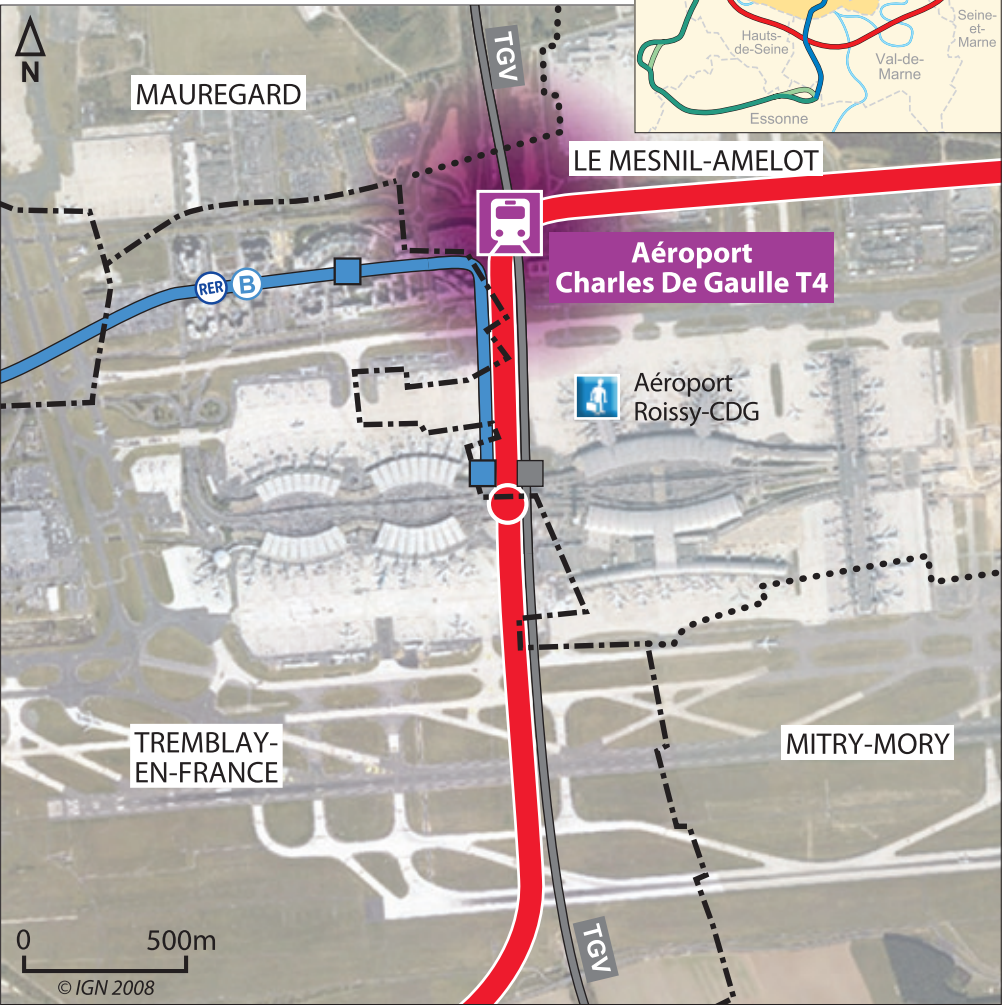 Seine-
et-
Marne
Hauts-
de-Seine
Val-de-
Marne
Essonne
TGV
N
MAUREGARD
LE MESNIL-AMELOT
Aéroport
Charles De Gaulle T4
RER B
Aéroport
Roissy-CDG
TREMBLAY-
EN-FRANCE
MITRY-MORY
0 500m
© IGN 2008
TGV